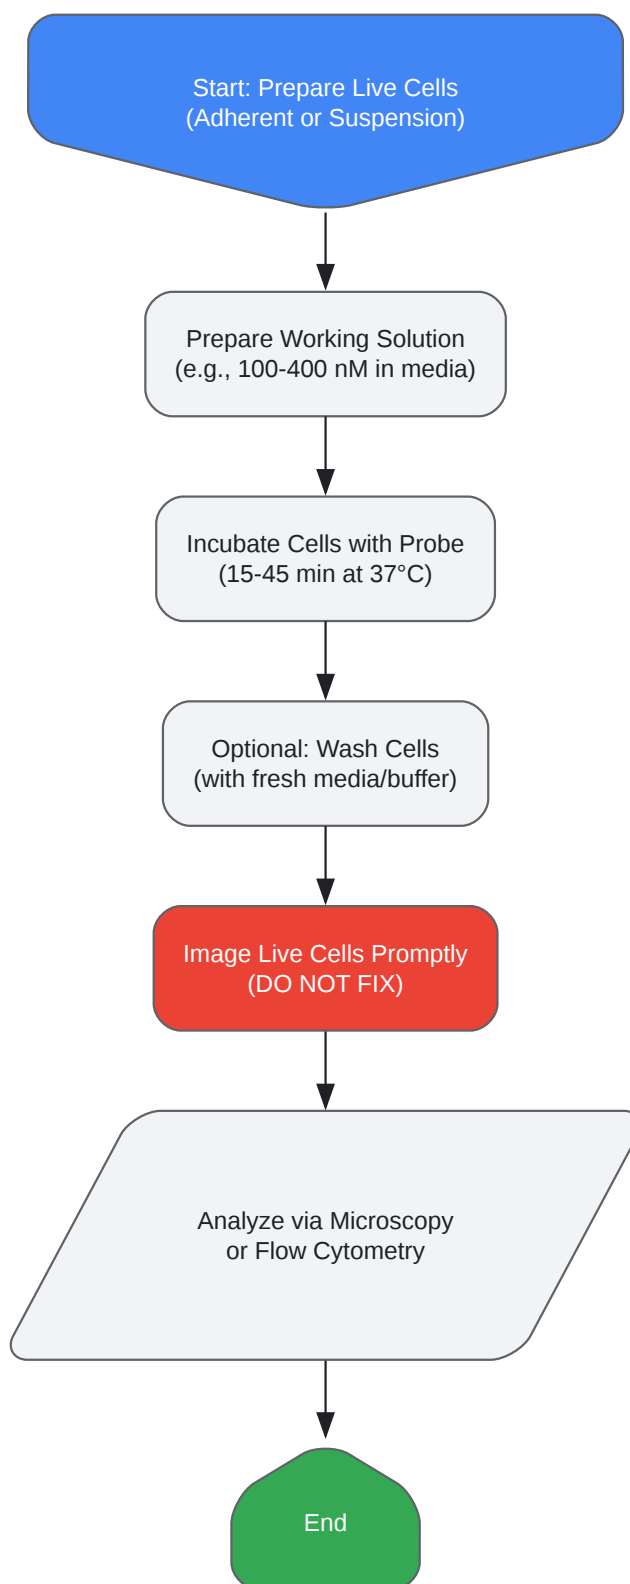 Start: Prepare Live Cells
(Adherent or Suspension)
Prepare Working Solution
(e.g., 100-400 nM in media)
Incubate Cells with Probe
(15-45 min at 37°C)
Optional: Wash Cells
(with fresh media/buffer)
Image Live Cells Promptly
(DO NOT FIX)
Analyze via Microscopy
or Flow Cytometry
End